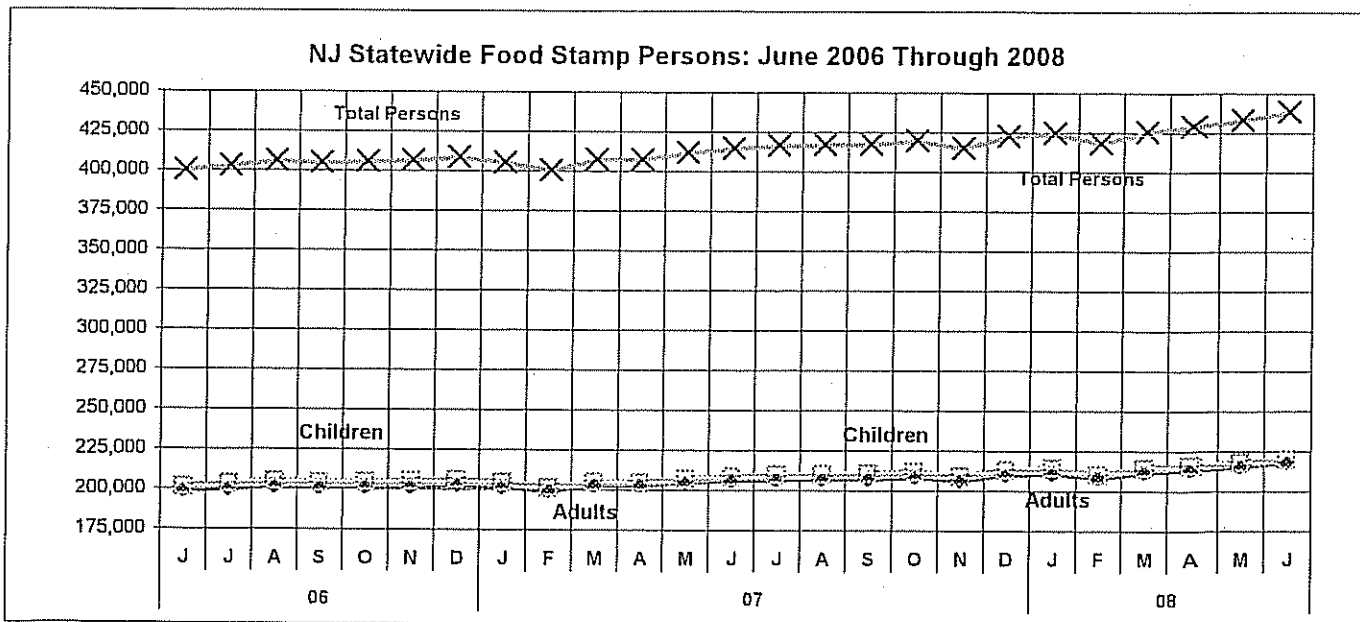 NJ Statewide Food Stamp Persons: June 2006 Through 2008
450,000
Total Persons
425,000
400,000
Total Persons
375,000
350,000
325,000
300,000
275,000
250,000
Children Children
225,000
200,000
Adults Adults
175,000
J J A S O N D J F M A M J J A S O N D J F M A M J
06 07 08